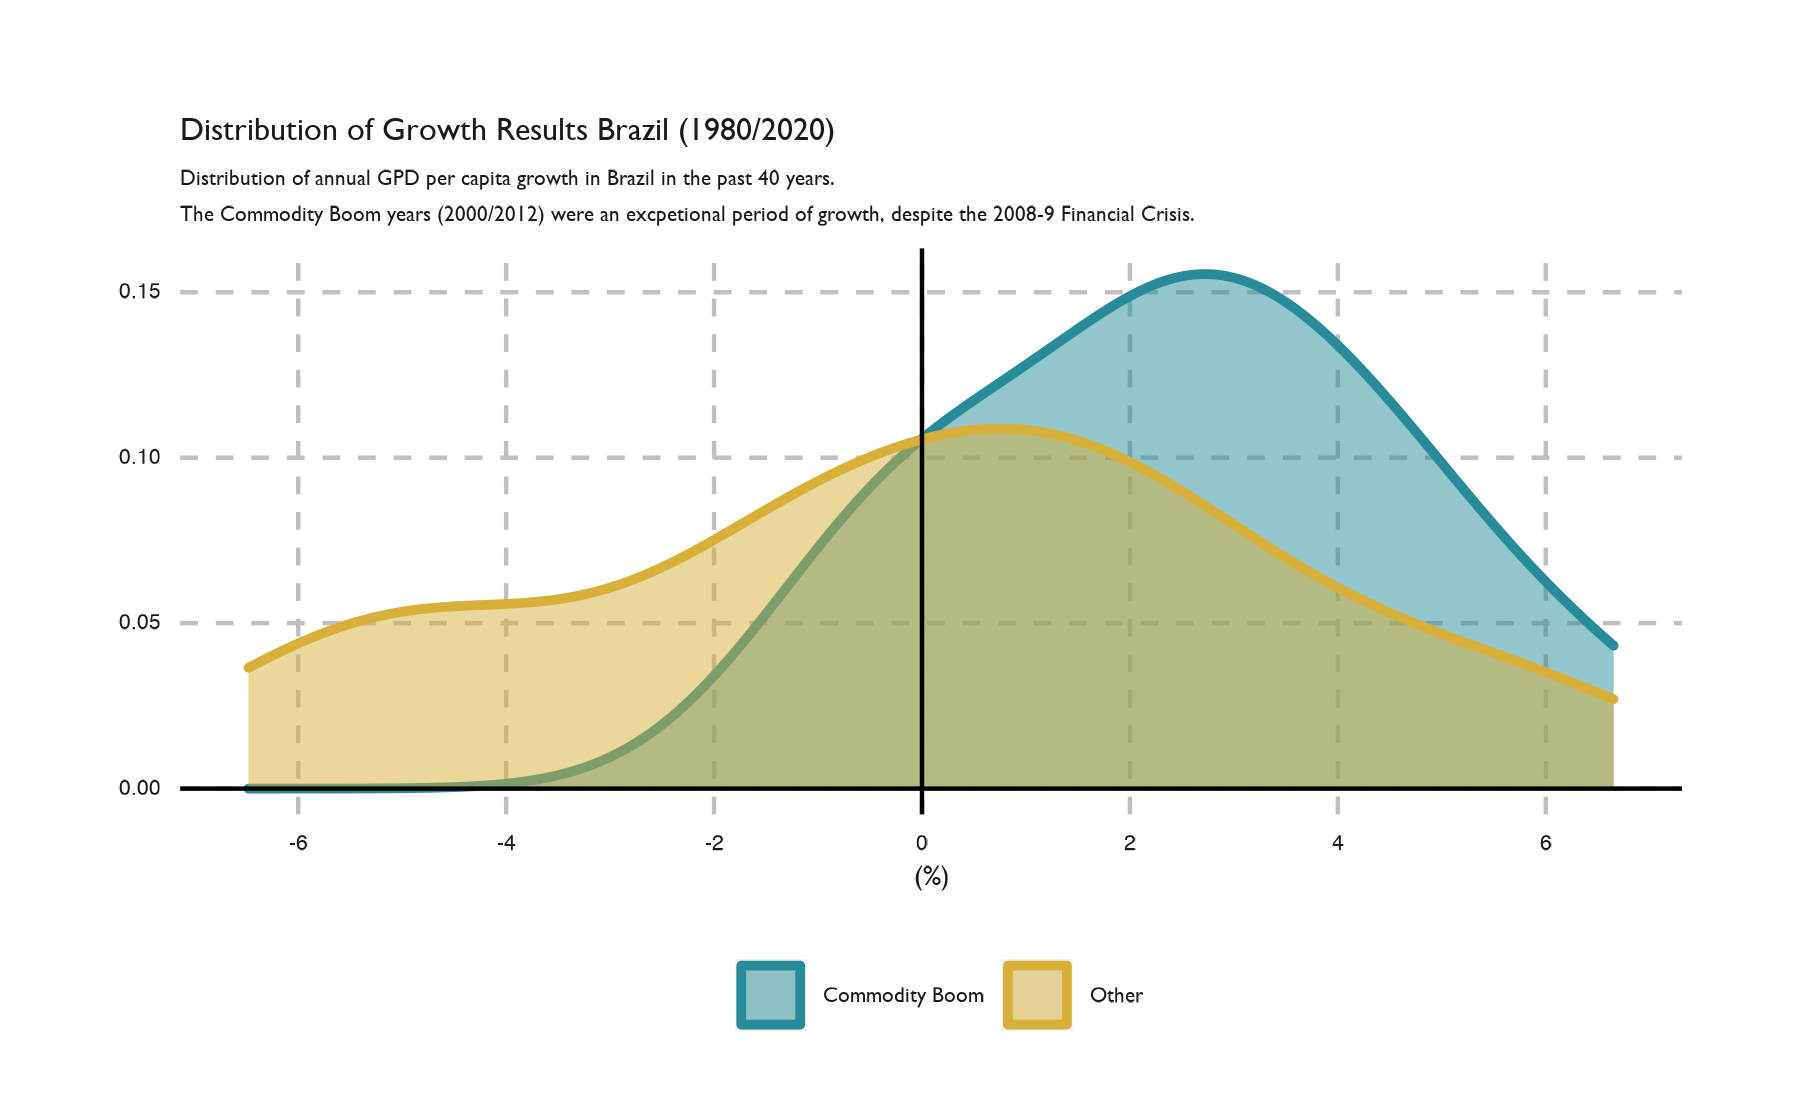 Distribution of Growth Results Brazil (1980/2020)
Distribution of annual GPD per capita growth in Brazil in the past 40 years.
The Commodity Boom years (2000/2012) were an excpetional period of growth, despite the 2008-9 Financial Crisis.
0.15
0.10
0.05
0.00
-6 -4 -2 0 2 4 6
(%)
Commodity Boom Other